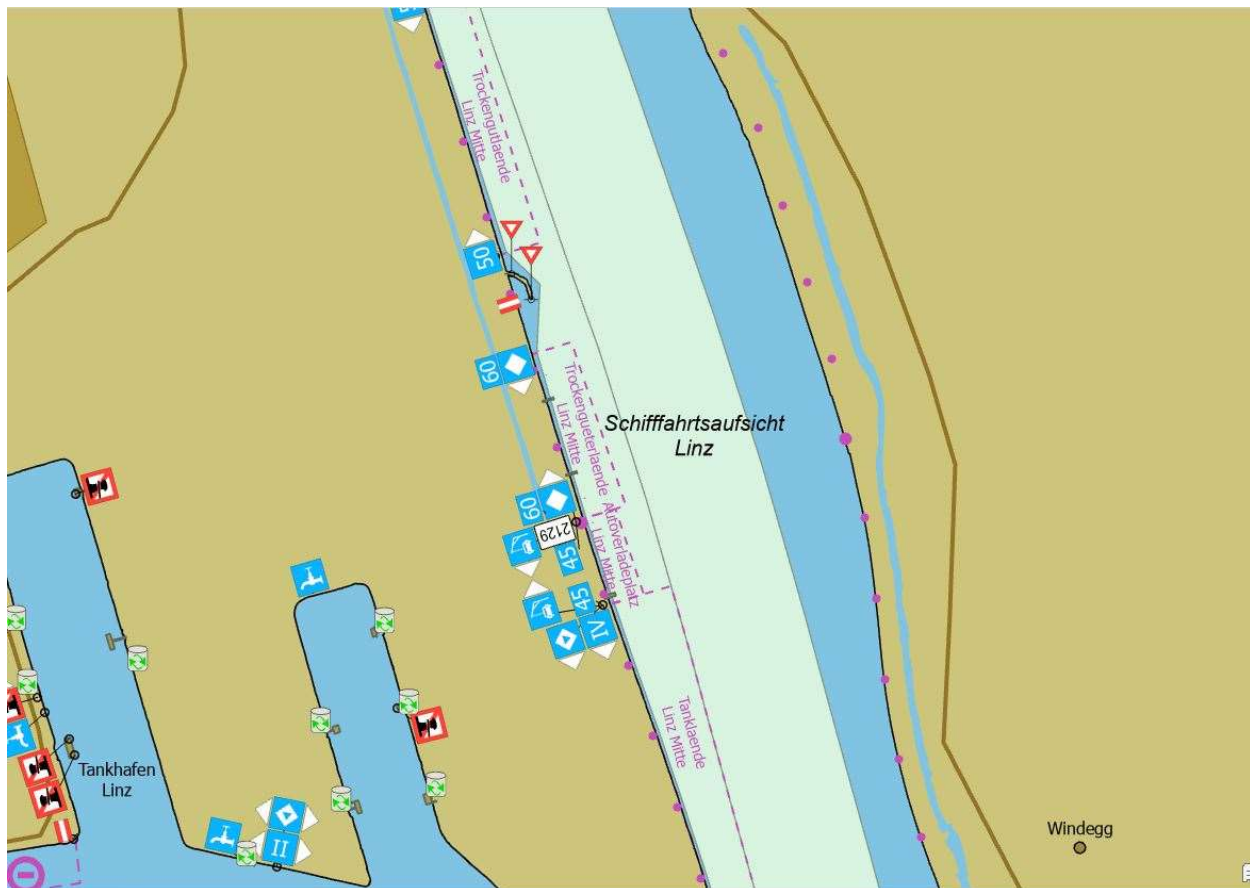 Trockengutlaende
Linz Mitte
50
60
Trockengueterlaende
Linz Mitte
Schifffahrtsaufsicht
Linz
60
2129
45
Autoverladeplatz
Linz Mitte
45
IV
Tanklaende
Linz Mitte
Tankhafen
Linz
II
Windegg